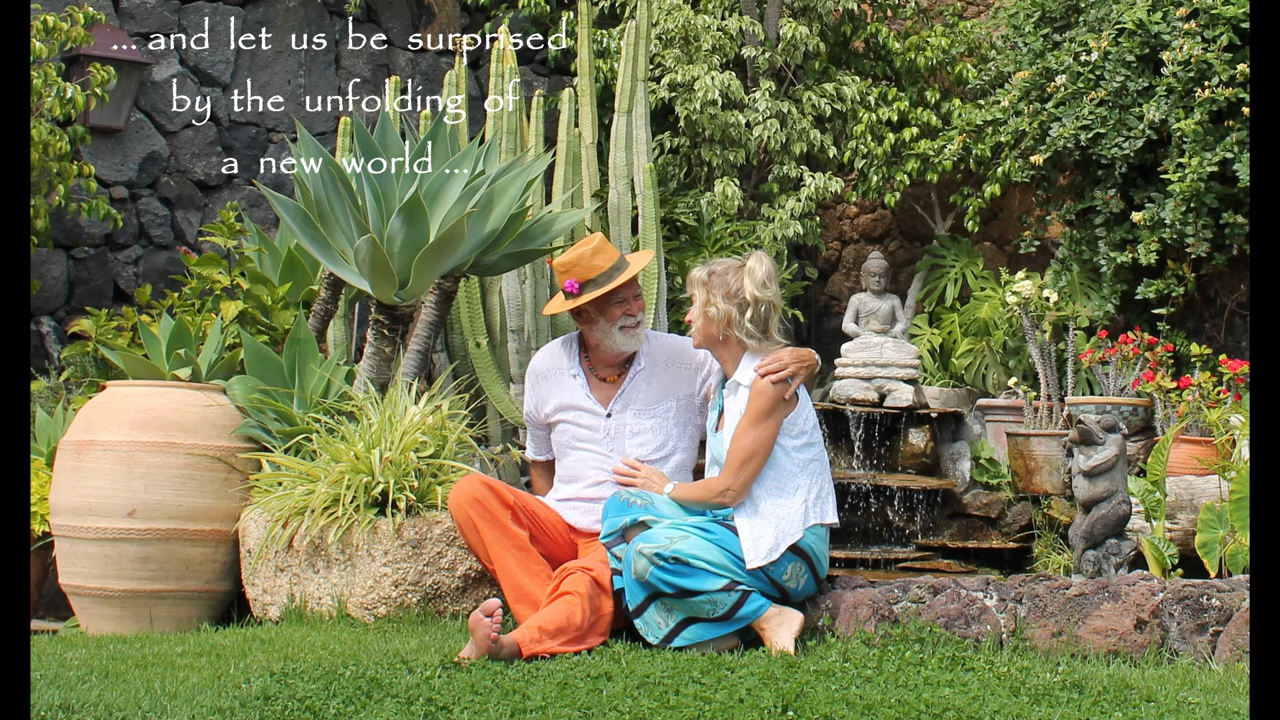 ... and let us be surprised
by the unfolding of
a new world ...